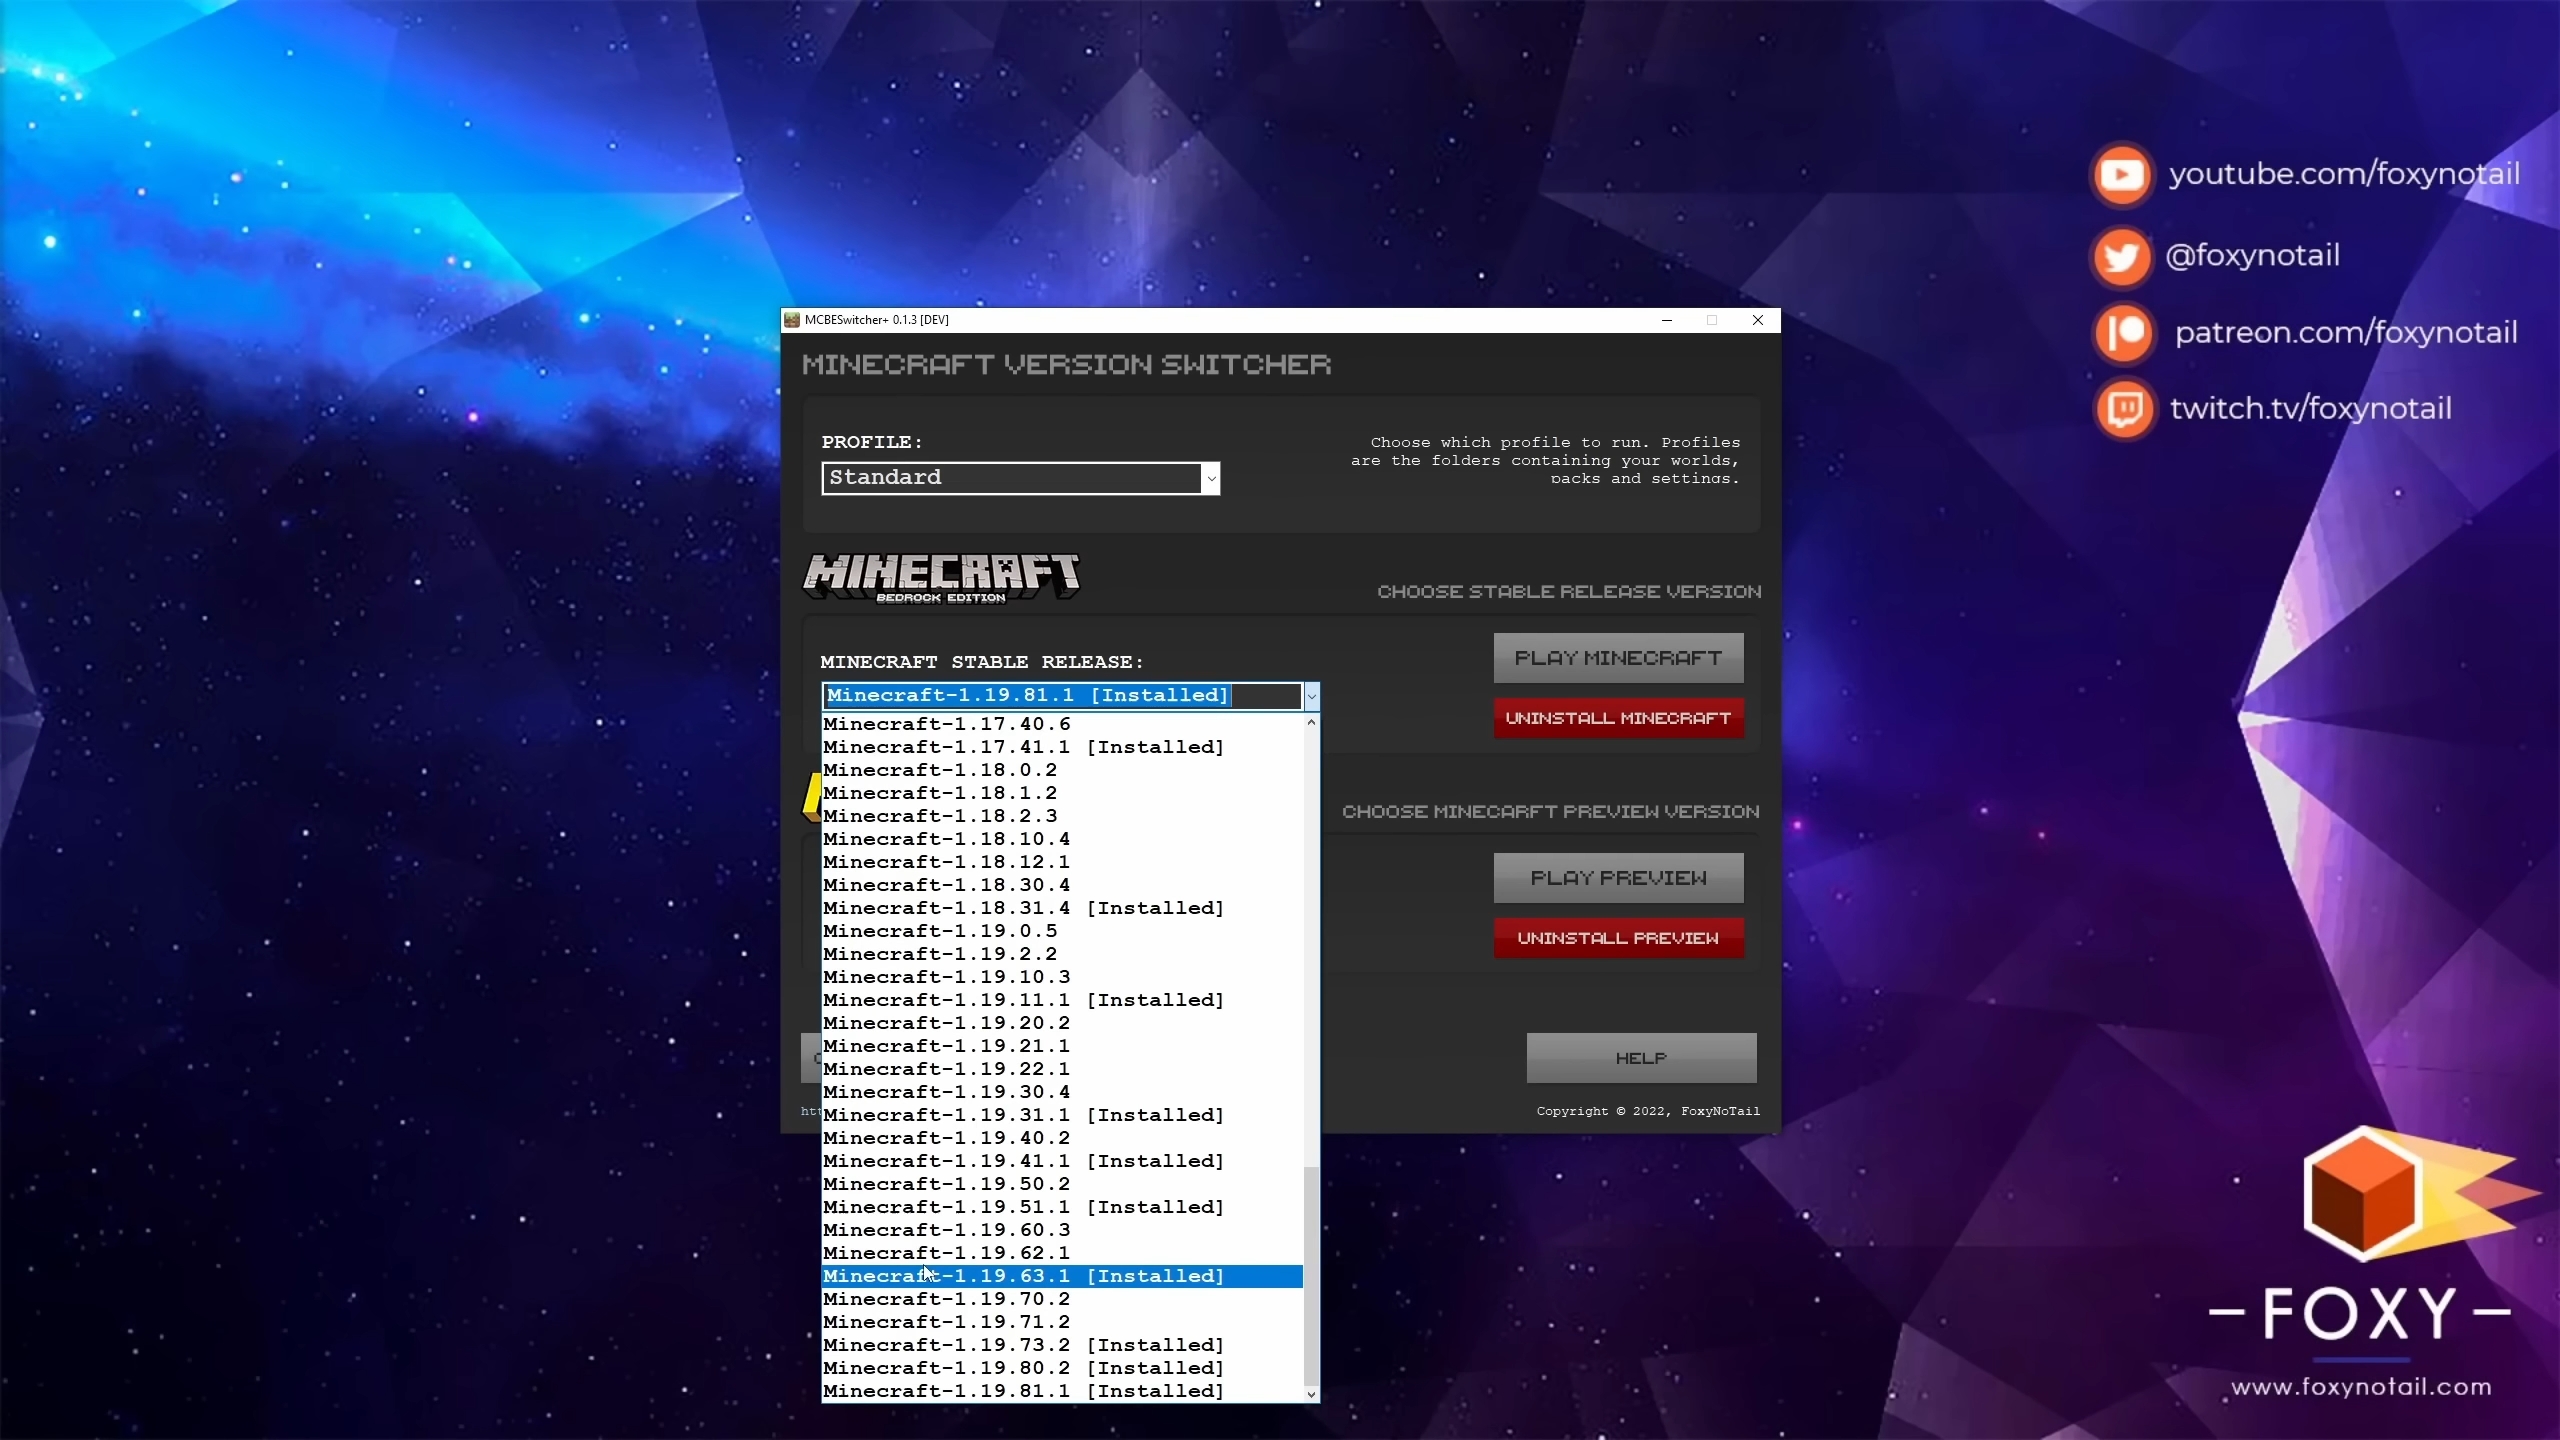 youtube.com/foxynotail
@foxynotail
patreon.com/foxynotail
twitch.tv/foxynotail
MCBESwitcher+ 0.1.3 [DEV]
MINECRAFT VERSION SWITCHER
PROFILE:
Standard
Choose which profile to run. Profiles
are the folders containing your worlds,
packs and settings.
MINECRAFT
BEDROCK EDITION
CHOOSE STABLE RELEASE VERSION
MINECRAFT STABLE RELEASE:
Minecraft-1.19.81.1 [Installed]
PLAY MINECRAFT
UNINSTALL MINECRAFT
Minecraft-1.17.40.6
Minecraft-1.17.41.1 [Installed]
Minecraft-1.18.0.2
Minecraft-1.18.1.2
Minecraft-1.18.2.3
Minecraft-1.18.10.4
Minecraft-1.18.12.1
Minecraft-1.18.30.4
Minecraft-1.18.31.4 [Installed]
Minecraft-1.19.0.5
Minecraft-1.19.2.2
Minecraft-1.19.10.3
Minecraft-1.19.11.1 [Installed]
Minecraft-1.19.20.2
Minecraft-1.19.21.1
Minecraft-1.19.22.1
Minecraft-1.19.30.4
Minecraft-1.19.31.1 [Installed]
Minecraft-1.19.40.2
Minecraft-1.19.41.1 [Installed]
Minecraft-1.19.50.2
Minecraft-1.19.51.1 [Installed]
Minecraft-1.19.60.3
Minecraft-1.19.62.1
Minecraft-1.19.63.1 [Installed]
Minecraft-1.19.70.2
Minecraft-1.19.71.2
Minecraft-1.19.73.2 [Installed]
Minecraft-1.19.80.2 [Installed]
Minecraft-1.19.81.1 [Installed]
CHOOSE MINECARFT PREVIEW VERSION
PLAY PREVIEW
UNINSTALL PREVIEW
HELP
Copyright © 2022, FoxyNoTail
FOXY
www.foxynotail.com